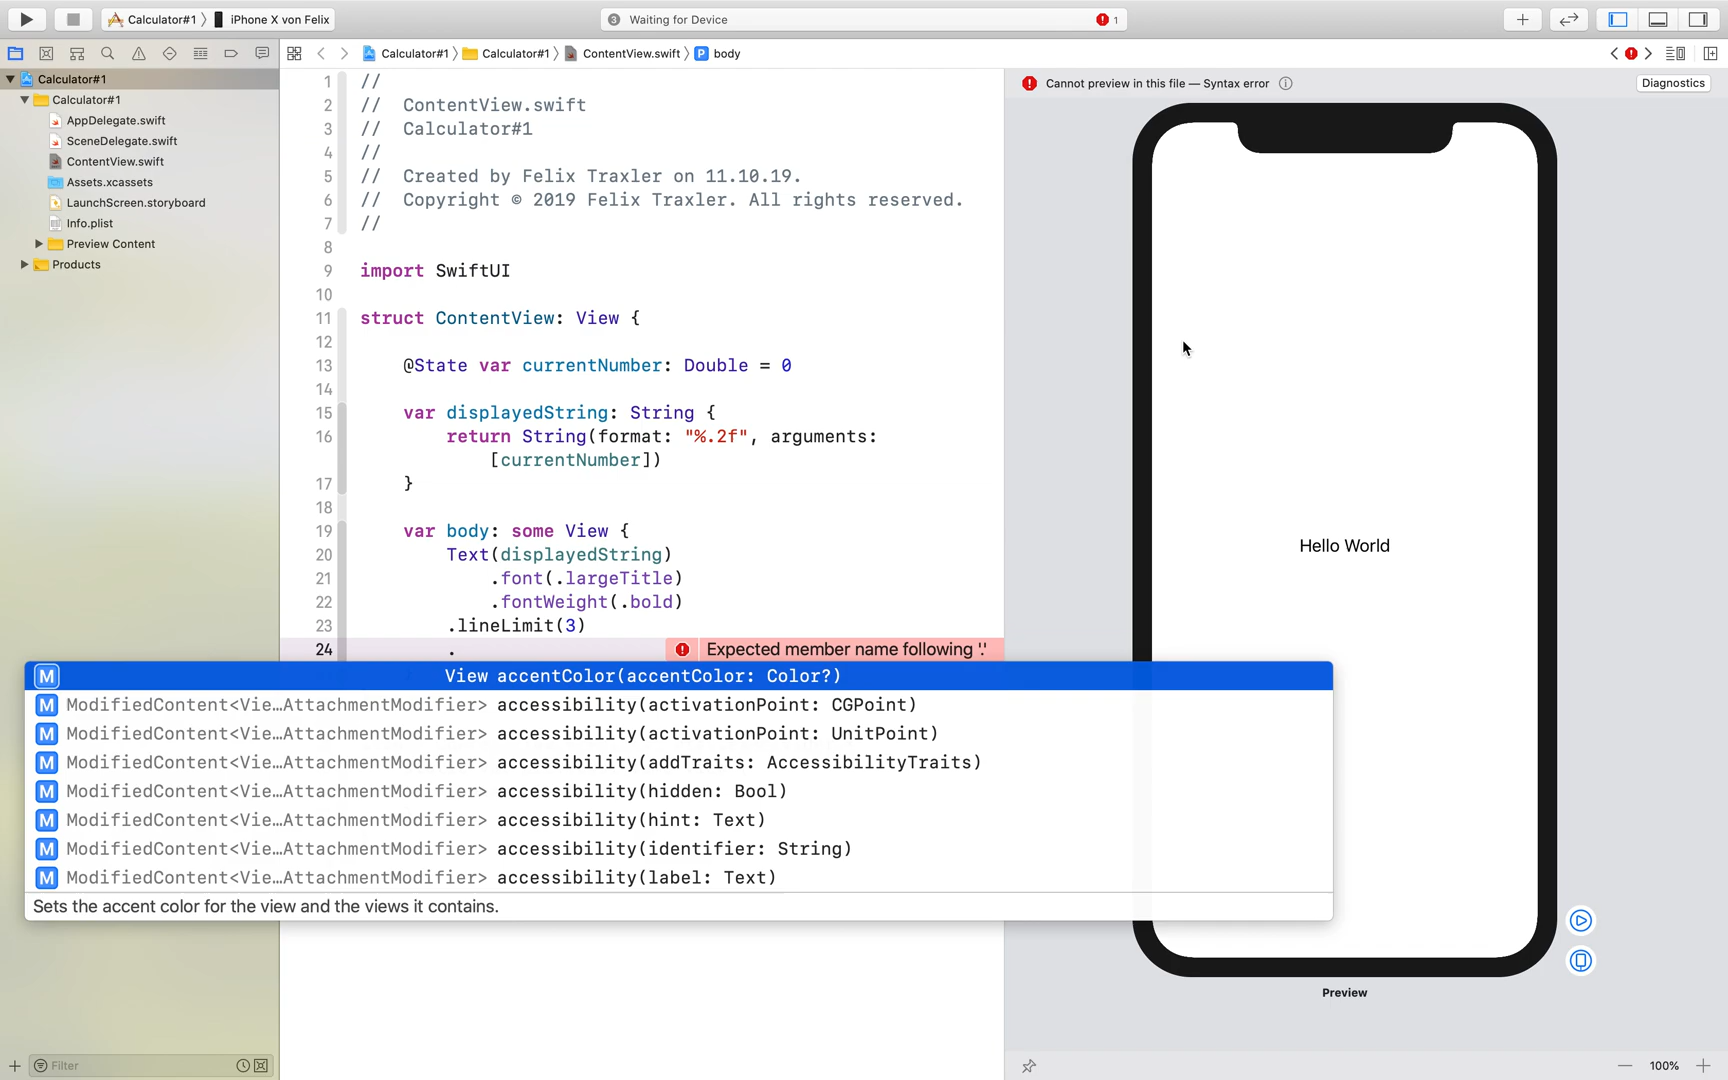 Calculator#1 〉 iPhone X von Felix
3 Waiting for Device
1
Calculator#1 〉 Calculator#1 〉 ContentView.swift 〉 P body
Calculator#1
Calculator#1
AppDelegate.swift
SceneDelegate.swift
ContentView.swift
Assets.xcassets
LaunchScreen.storyboard
Info.plist
Preview Content
Products
1 //
2 // ContentView.swift
3 // Calculator#1
4 //
5 // Created by Felix Traxler on 11.10.19.
6 // Copyright © 2019 Felix Traxler. All rights reserved.
7 //
8
9 import SwiftUI
10
11 struct ContentView: View {
12
13 @State var currentNumber: Double = 0
14
15 var displayedString: String {
16 return String(format: "%.2f", arguments:
[currentNumber])
17 }
18
19 var body: some View {
20 Text(displayedString)
21 .font(.largeTitle)
22 .fontWeight(.bold)
23 .lineLimit(3)
24 . Expected member name following '.'
M View accentColor(accentColor: Color?)
M ModifiedContent<Vie…AttachmentModifier> accessibility(activationPoint: CGPoint)
M ModifiedContent<Vie…AttachmentModifier> accessibility(activationPoint: UnitPoint)
M ModifiedContent<Vie…AttachmentModifier> accessibility(addTraits: AccessibilityTraits)
M ModifiedContent<Vie…AttachmentModifier> accessibility(hidden: Bool)
M ModifiedContent<Vie…AttachmentModifier> accessibility(hint: Text)
M ModifiedContent<Vie…AttachmentModifier> accessibility(identifier: String)
M ModifiedContent<Vie…AttachmentModifier> accessibility(label: Text)
Sets the accent color for the view and the views it contains.
Cannot preview in this file — Syntax error
Diagnostics
Hello World
Preview
Filter
100%